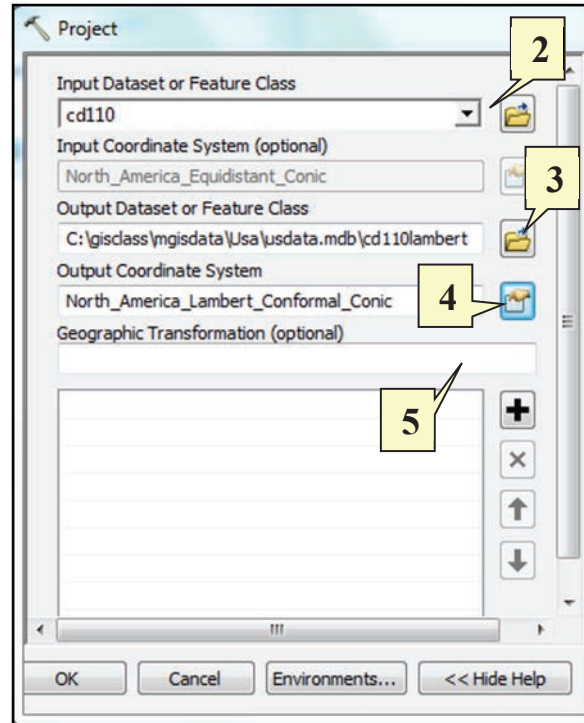 Project
2
Input Dataset or Feature Class
cd110
Input Coordinate System (optional)
North_America_Equidistant_Conic
3
Output Dataset or Feature Class
C:\gisclass\mgisdata\Usa\usdata.mdb\cd110lambert
Output Coordinate System
North_America_Lambert_Conformal_Conic
4
Geographic Transformation (optional)
5
OK
Cancel
Environments...
<< Hide Help